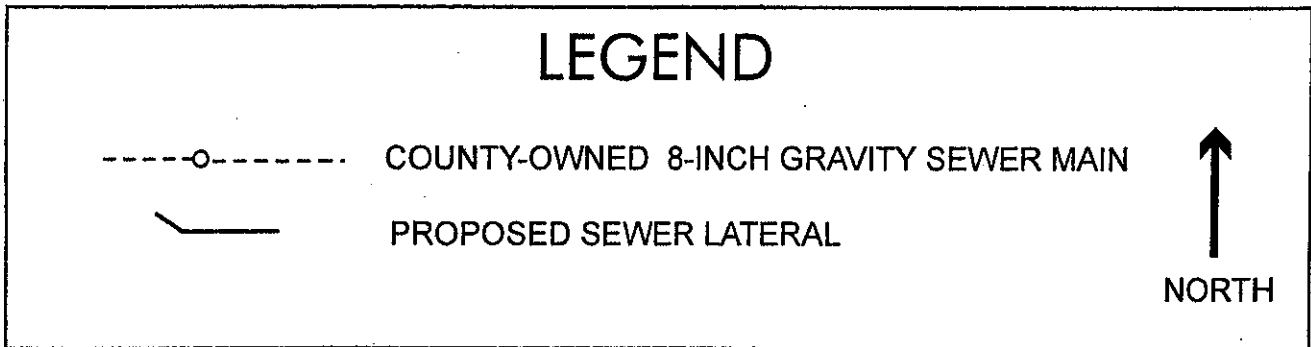 LEGEND
COUNTY-OWNED 8-INCH GRAVITY SEWER MAIN
PROPOSED SEWER LATERAL
NORTH